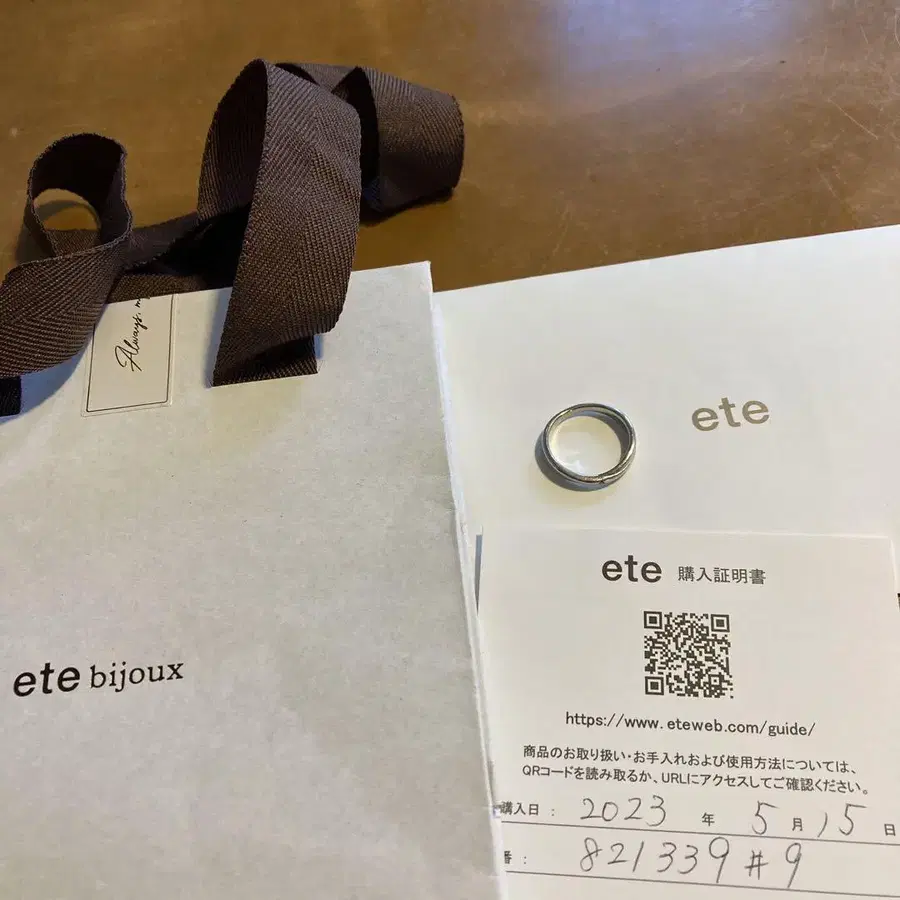 Always, m
ete
ete 購入証明書
https://www.eteweb.com/guide/
商品のお取り扱い・お手入れおよび使用方法については、
QRコードを読み取るか、URLにアクセスしてご確認ください。
ete bijoux
購入日 : 2023 年 5 月 15 日
番 : 821339#9